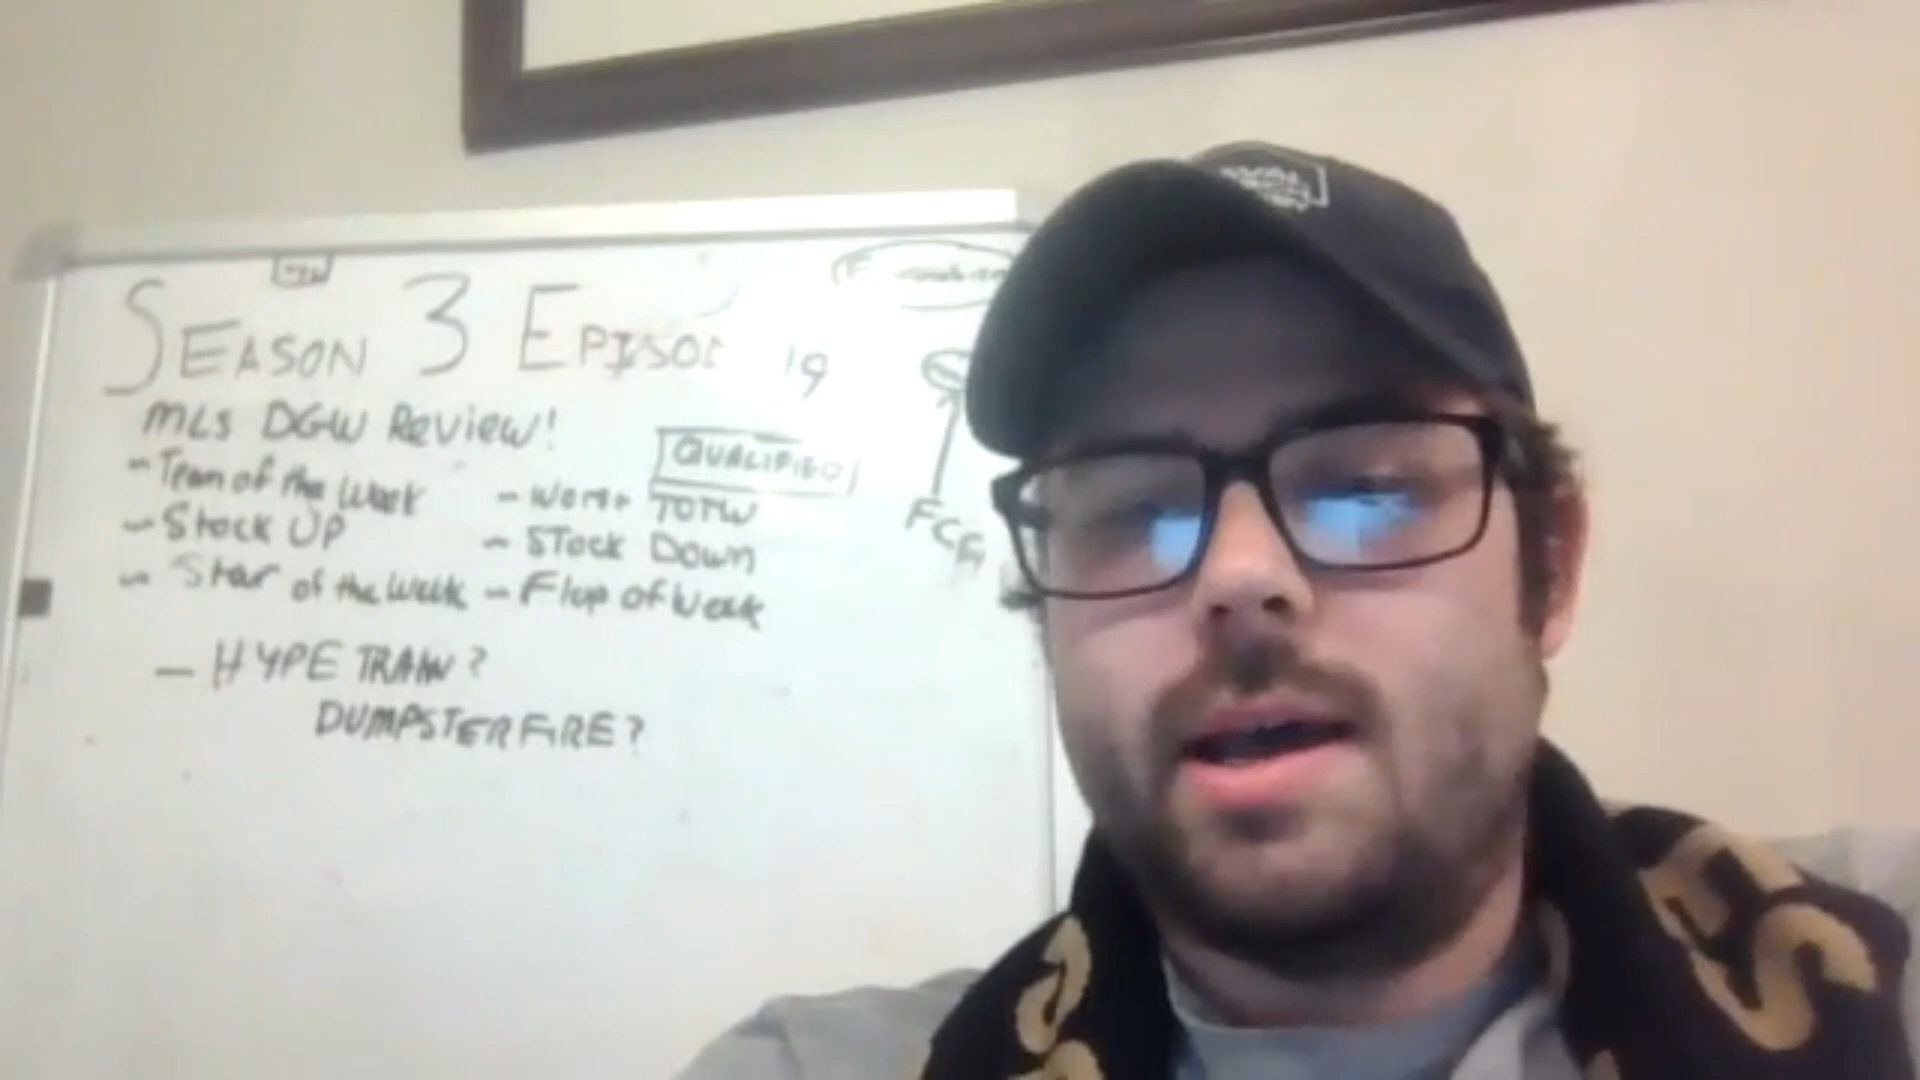 SEASON 3 EPISOD 19
MLS DGW Review!
QUALIFIED
- Team of the Week
- Worst TOTW
- Stock UP
- STock Down
- Star of the Week
- Flop of Week
- HYPE TRAIN?
DUMPSTER FIRE?